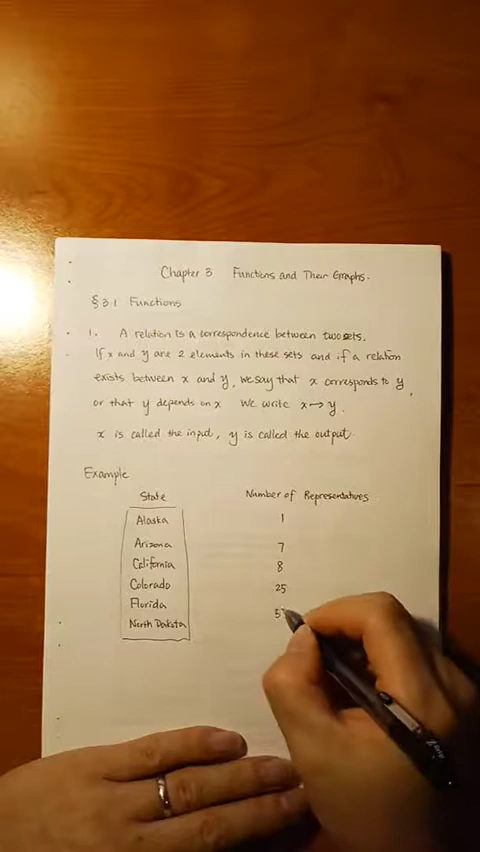 Chapter 3 Functions and Their Graphs.
§3.1 Functions
1. A relation is a correspondence between two sets.
If x and y are 2 elements in these sets and if a relation
exists between x and y, we say that x corresponds to y,
or that y depends on x We write x→y.
x is called the input, y is called the output.
Example
State Number of Representatives
Alaska 1
Arizona 7
California 8
Colorado 25
Florida
North Dakota